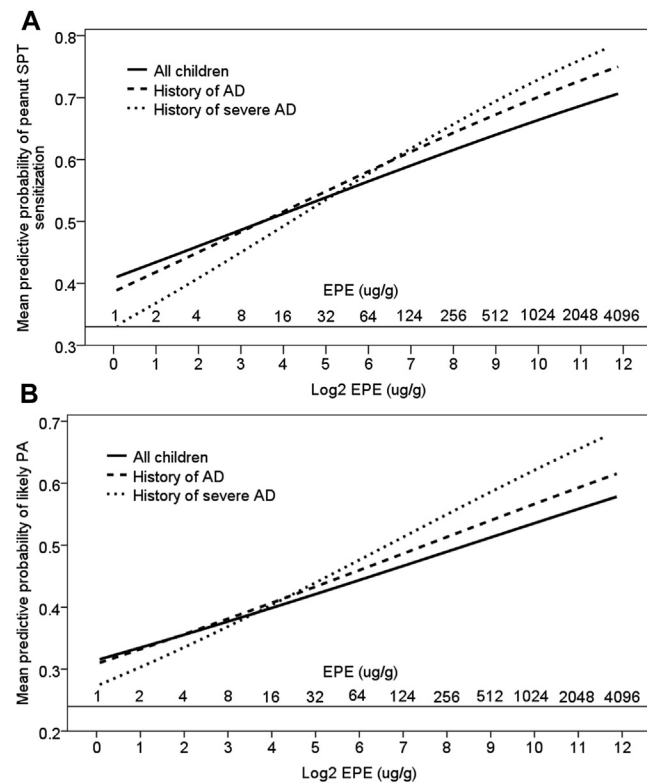 A
Mean predictive probability of peanut SPT
sensitization
0.8
0.7
0.6
0.5
0.4
0.3
All children
History of AD
History of severe AD
EPE (ug/g)
1 2 4 8 16 32 64 124 256 512 1024 2048 4096
0 1 2 3 4 5 6 7 8 9 10 11 12
Log2 EPE (ug/g)
B
Mean predictive probability of likely PA
0.7
0.6
0.5
0.4
0.3
0.2
All children
History of AD
History of severe AD
EPE (ug/g)
1 2 4 8 16 32 64 124 256 512 1024 2048 4096
0 1 2 3 4 5 6 7 8 9 10 11 12
Log2 EPE (ug/g)